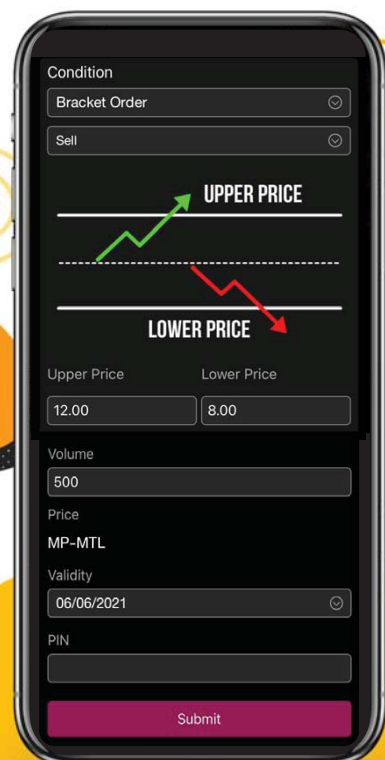 Condition
Bracket Order
Sell
UPPER PRICE
LOWER PRICE
Upper Price Lower Price
12.00 8.00
Volume
500
Price
MP-MTL
Validity
06/06/2021
PIN
Submit